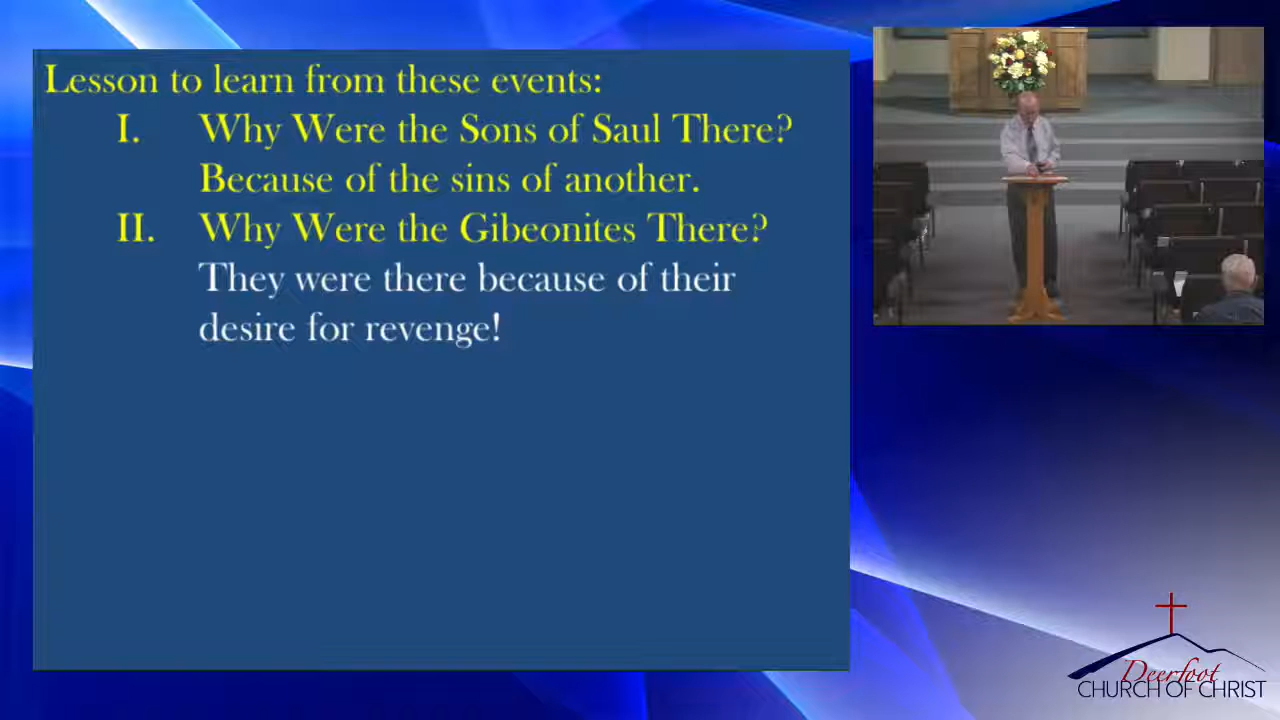 Lesson to learn from these events:
I. Why Were the Sons of Saul There?
Because of the sins of another.
II. Why Were the Gibeonites There?
They were there because of their
desire for revenge!
Deerfoot
CHURCH OF CHRIST